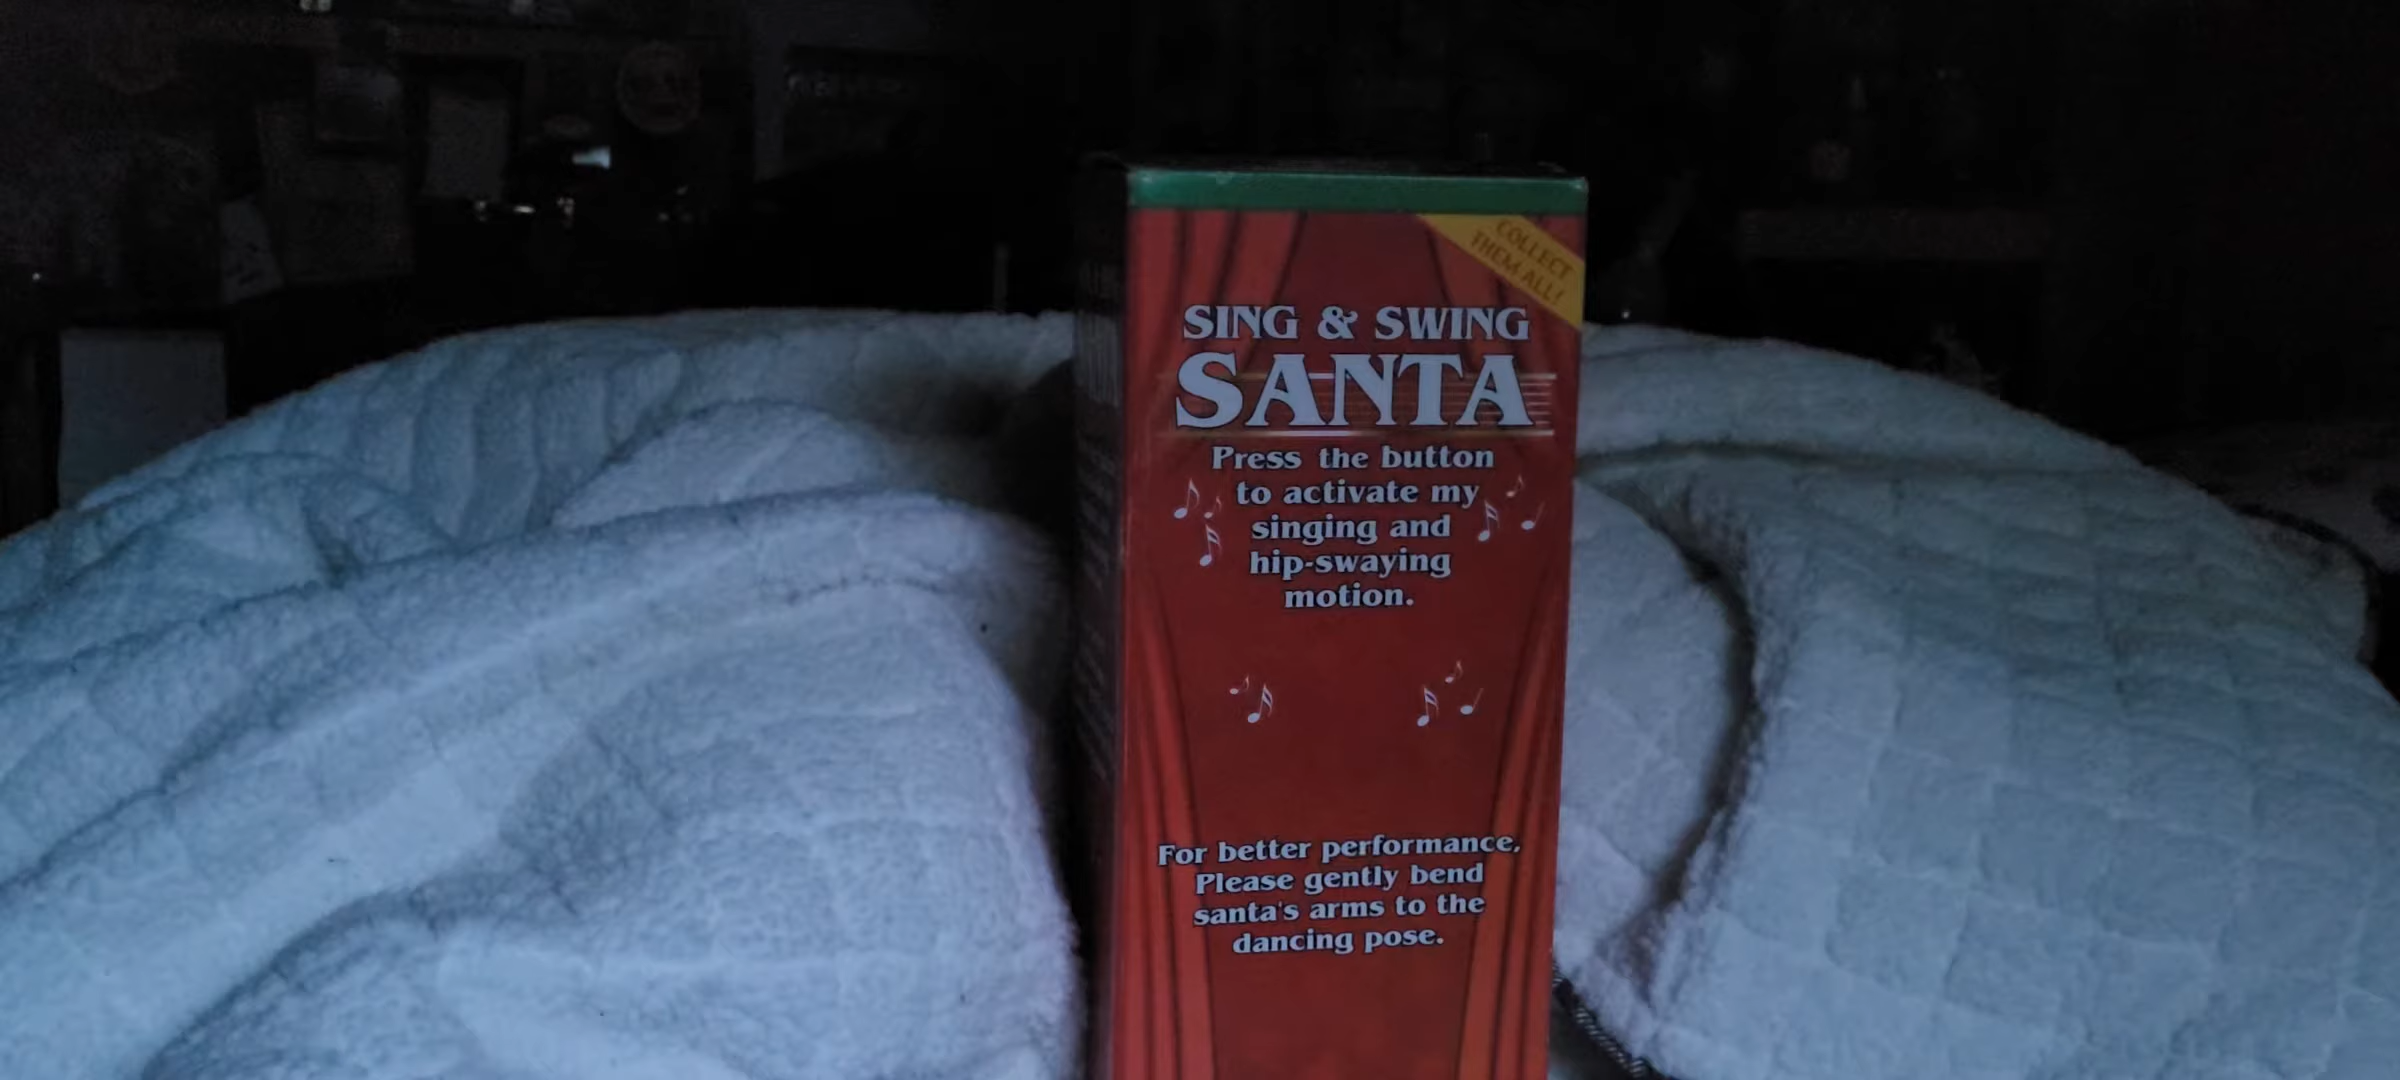 COLLECT
THEM ALL!
SING & SWING
SANTA
Press the button
to activate my
singing and
hip-swaying
motion.
For better performance,
Please gently bend
santa's arms to the
dancing pose.